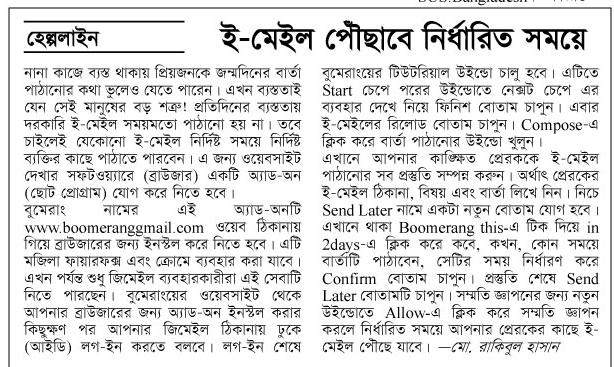 হেল্পলাইন
ই-মেইল পৌঁছাবে নির্ধারিত সময়ে
নানা কাজে ব্যস্ত থাকায় প্রিয়জনকে জন্মদিনের বার্তা
পাঠানোর কথা ভুলেও যেতে পারেন। এখন ব্যস্ততাই
যেন সেই মানুষের বড় শত্রু! প্রতিদিনের ব্যস্ততায়
দরকারি ই-মেইল সময়মতো পাঠানো হয় না। তবে
চাইলেই যেকোনো ই-মেইল নির্দিষ্ট সময়ে নির্দিষ্ট
ব্যক্তির কাছে পাঠাতে পারবেন। এ জন্য ওয়েবসাইট
দেখার সফটওয়্যারে (ব্রাউজার) একটি অ্যাড-অন
(ছোট প্রোগ্রাম) যোগ করে নিতে হবে।
বুমেরাং নামের এই অ্যাড-অনটি
www.boomeranggmail.com ওয়েব ঠিকানায়
গিয়ে ব্রাউজারের জন্য ইনস্টল করে নিতে হবে। এটি
মজিলা ফায়ারফক্স এবং ক্রোমে ব্যবহার করা যাবে।
এখন পর্যন্ত শুধু জিমেইল ব্যবহারকারীরা এই সেবাটি
নিতে পারছেন। বুমেরাংয়ের ওয়েবসাইট থেকে
আপনার ব্রাউজারের জন্য অ্যাড-অন ইনস্টল করার
কিছুক্ষণ পর আপনার জিমেইল ঠিকানায় ঢুকে
(আইডি) লগ-ইন করতে বলবে। লগ-ইন শেষে
বুমেরাংয়ের টিউটরিয়াল উইন্ডো চালু হবে। এটিতে
Start চেপে পরের উইন্ডোতে নেক্সট চেপে এর
ব্যবহার দেখে নিয়ে ফিনিশ বোতাম চাপুন। এবার
ই-মেইলের রিলোড বোতাম চাপুন। Compose-এ
ক্লিক করে বার্তা পাঠানোর উইন্ডো খুলুন।
এখানে আপনার কাঙ্ক্ষিত প্রেরককে ই-মেইল
পাঠানোর সব প্রস্তুতি সম্পন্ন করুন। অর্থাৎ প্রেরকের
ই-মেইল ঠিকানা, বিষয় এবং বার্তা লিখে নিন। নিচে
Send Later নামে একটা নতুন বোতাম যোগ হবে।
এখানে থাকা Boomerang this-এ টিক দিয়ে in
2days-এ ক্লিক করে কবে, কখন, কোন সময়ে
বার্তাটি পাঠাবেন, সেটির সময় নির্ধারণ করে
Confirm বোতাম চাপুন। প্রস্তুতি শেষে Send
Later বোতামটি চাপুন। সম্মতি জ্ঞাপনের জন্য নতুন
উইন্ডোতে Allow-এ ক্লিক করে সম্মতি জ্ঞাপন
করলে নির্ধারিত সময়ে আপনার প্রেরকের কাছে ই-
মেইল পৌঁছে যাবে। —মো. রাকিবুল হাসান